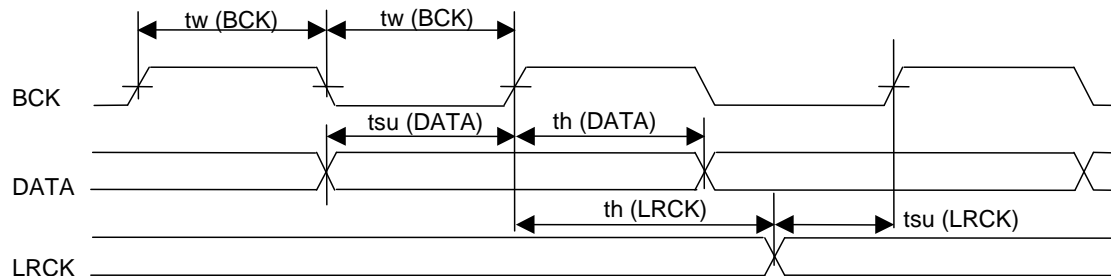 tw (BCK) tw (BCK)
BCK
tsu (DATA) th (DATA)
DATA
th (LRCK)
tsu (LRCK)
LRCK